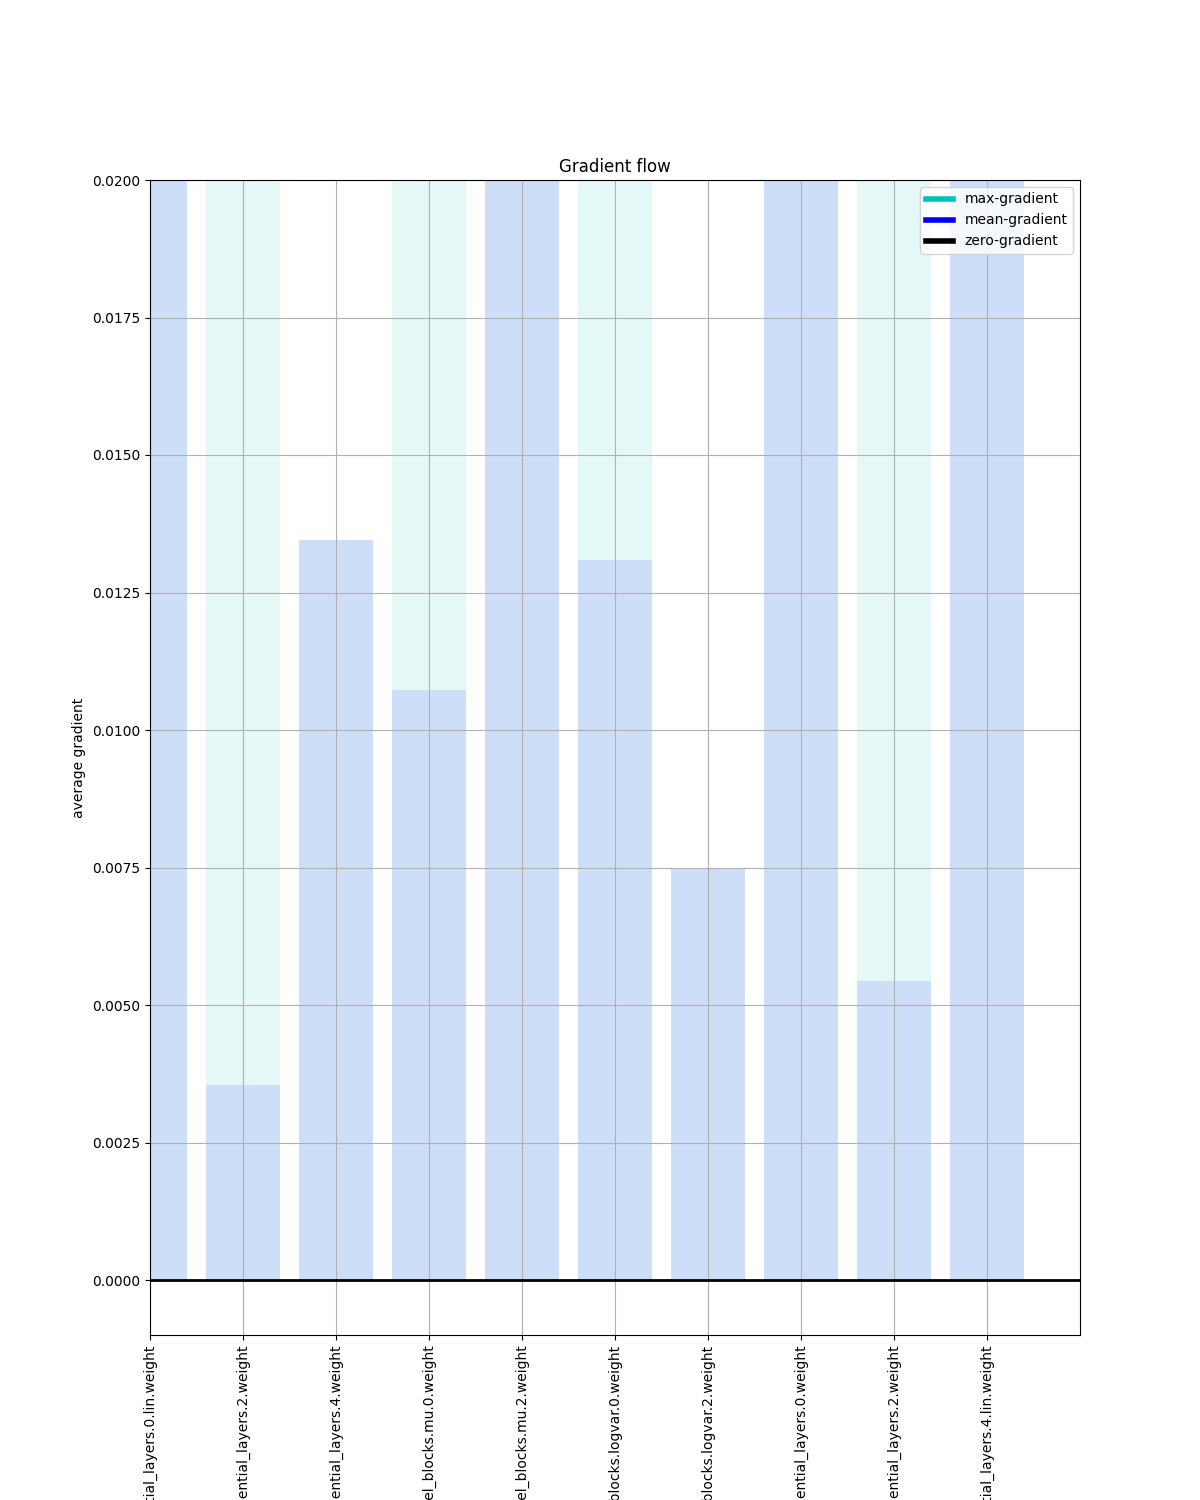 Gradient flow
max-gradient
mean-gradient
zero-gradient
0.0200
0.0175
0.0150
0.0125
0.0100
0.0075
0.0050
0.0025
0.0000
average gradient
tial_layers.0.lin.weight
ential_layers.2.weight
ential_layers.4.weight
el_blocks.mu.0.weight
el_blocks.mu.2.weight
blocks.logvar.0.weight
blocks.logvar.2.weight
ential_layers.0.weight
ential_layers.2.weight
tial_layers.4.lin.weight